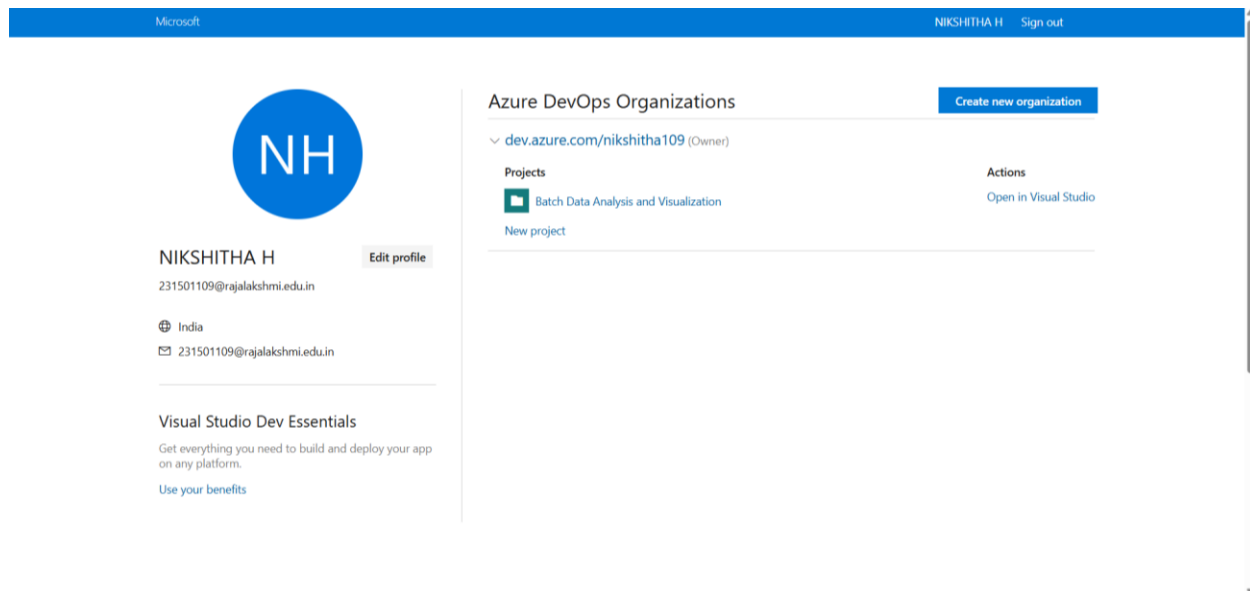 Microsoft
NIKSHITHA H Sign out
NH
NIKSHITHA H
Edit profile
231501109@rajalakshmi.edu.in
India
231501109@rajalakshmi.edu.in
Visual Studio Dev Essentials
Get everything you need to build and deploy your app
on any platform.
Use your benefits
Azure DevOps Organizations
Create new organization
dev.azure.com/nikshitha109 (Owner)
Projects
Actions
Batch Data Analysis and Visualization
Open in Visual Studio
New project